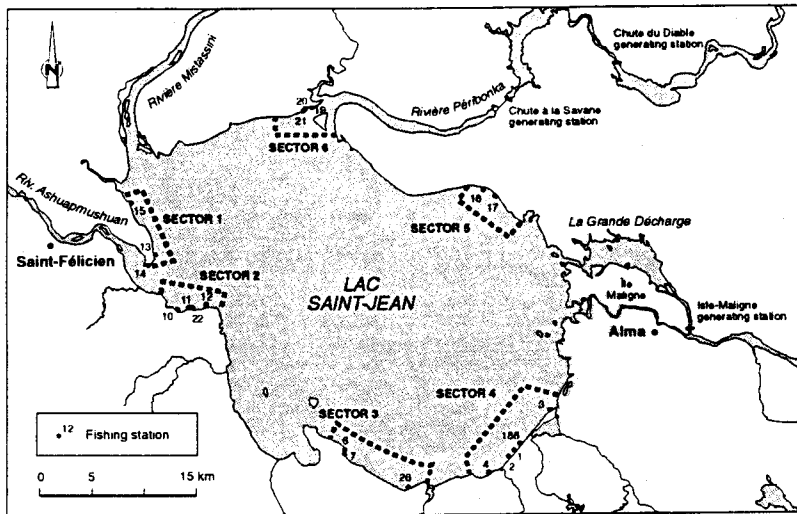 Chute du Diable
generating station
N
Rivière Mistassini
Rivière Péribonka
Chute à la Savane
generating station
20
19
21
SECTOR 6
Riv. Ashuapmushuan
15
SECTOR 1
16
17
SECTOR 5
La Grande Décharge
13
Saint-Félicien
14
SECTOR 2
LAC
SAINT-JEAN
Île
Maligne
11
12
10
22
Isle-Maligne
generating station
Alma
SECTOR 4
SECTOR 3
3
12 Fishing station
6
7
186
1
2
4
26
0 5 15 km